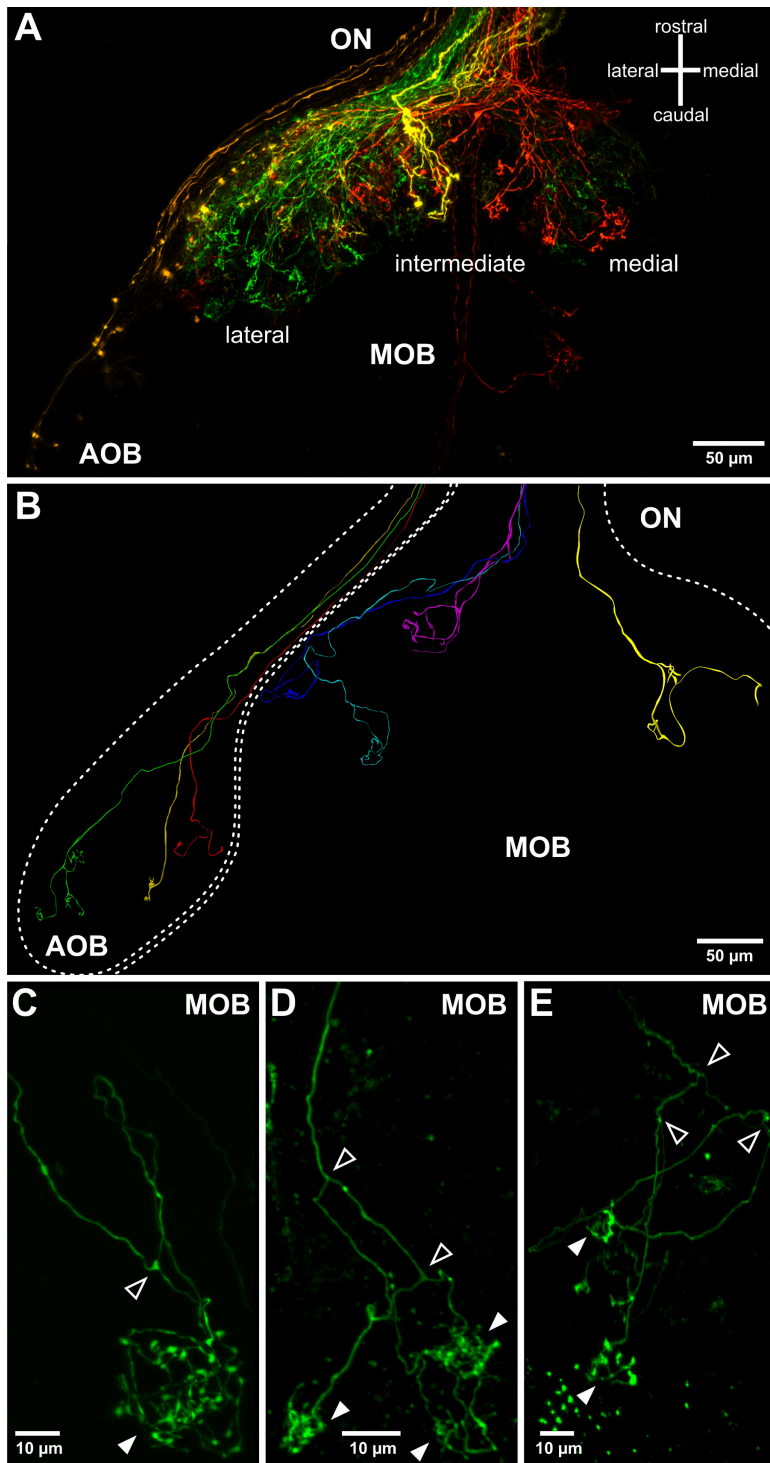 A
ON
rostral
lateral
medial
caudal
intermediate
medial
lateral
MOB
AOB
50 µm
B
ON
MOB
AOB
50 µm
C
MOB
D
MOB
E
MOB
10 µm
10 µm
10 µm